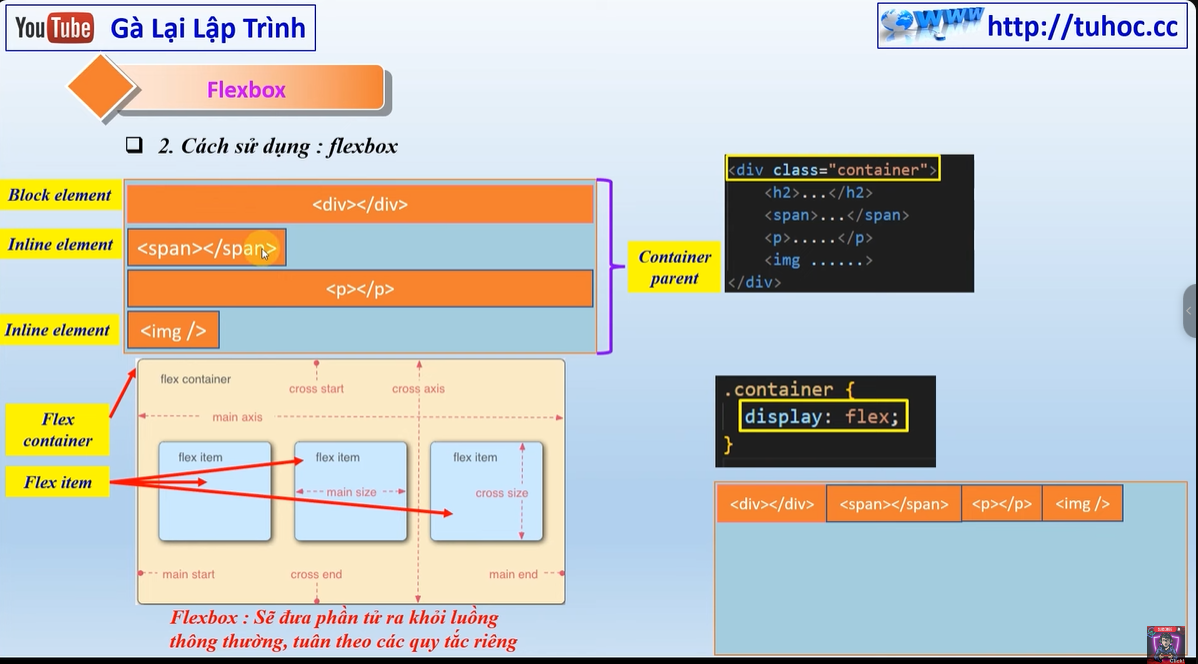 YouTube Gà Lại Lập Trình
www http://tuhoc.cc
Flexbox
2. Cách sử dụng : flexbox
Block element
<div></div>
Inline element
<span></span>
<p></p>
Inline element
<img />
Container
parent
<div class="container">
<h2>...</h2>
<span>...</span>
<p>.....</p>
<img ......>
</div>
flex container
cross start
cross axis
main axis
Flex
container
flex item
flex item
flex item
Flex item
main size
cross size
main start
cross end
main end
Flexbox : Sẽ đưa phần tử ra khỏi luồng
thông thường, tuân theo các quy tắc riêng
.container {
display: flex;
}
<div></div>
<span></span>
<p></p>
<img />